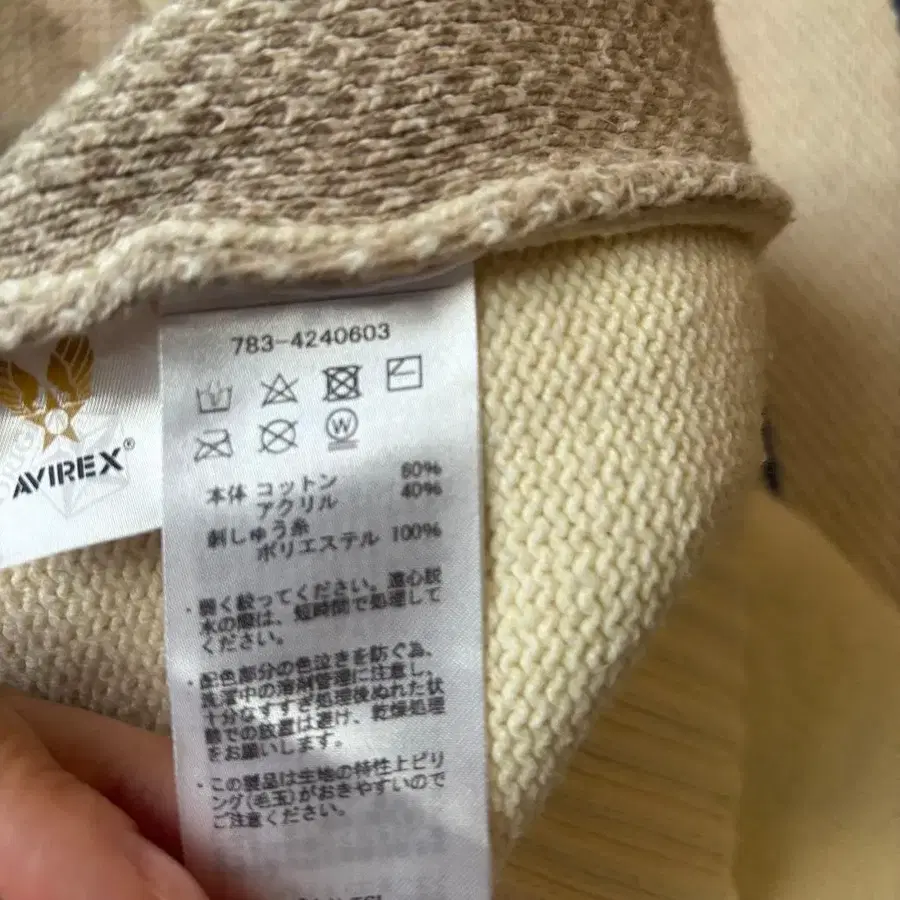 783-4240603
W
AVIREX®
本体 コットン 60%
アクリル 40%
刺しゅう糸
ポリエステル 100%
・弱く絞ってください。遠心脱
水の際は、短時間で処理して
ください。
・配色部分の色泣きを防ぐ為、
洗濯中の溶剤管理に注意し、
十分なすすぎ処理後ぬれた状
態での放置は避け、乾燥処理
をお願いします。
・この製品は生地の特性上ピリ
ング(毛玉)がおきやすいので
ご注意ください。